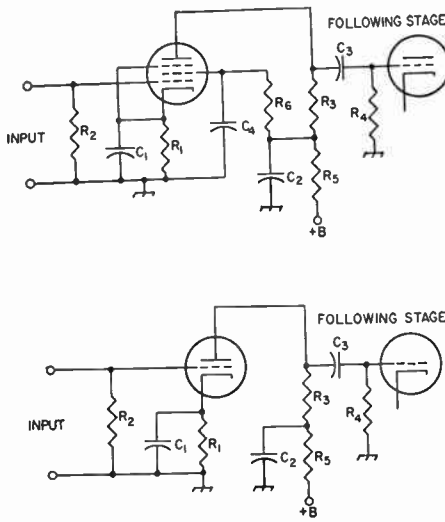 FOLLOWING STAGE
C3
R6
R3
R4
INPUT
R2
C1
R1
C4
C2
R5
+B
FOLLOWING STAGE
C3
R3
R4
INPUT
R2
C1
R1
C2
R5
+B